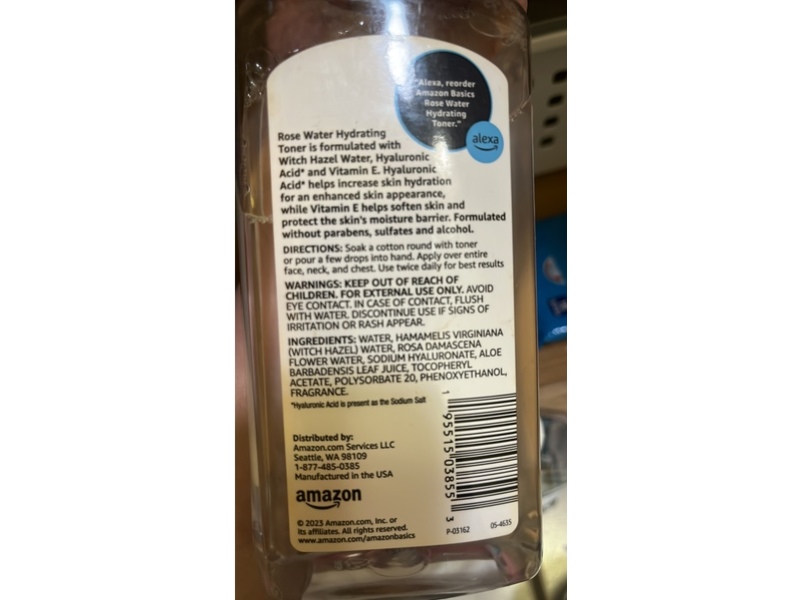 "Alexa, reorder
Amazon Basics
Rose Water
Hydrating
Toner."
alexa
Rose Water Hydrating
Toner is formulated with
Witch Hazel Water, Hyaluronic
Acid* and Vitamin E. Hyaluronic
Acid* helps increase skin hydration
for an enhanced skin appearance,
while Vitamin E helps soften skin and
protect the skin's moisture barrier. Formulated
without parabens, sulfates and alcohol.
DIRECTIONS: Soak a cotton round with toner
or pour a few drops into hand. Apply over entire
face, neck, and chest. Use twice daily for best results
WARNINGS: KEEP OUT OF REACH OF
CHILDREN. FOR EXTERNAL USE ONLY. AVOID
EYE CONTACT. IN CASE OF CONTACT, FLUSH
WITH WATER. DISCONTINUE USE IF SIGNS OF
IRRITATION OR RASH APPEAR.
INGREDIENTS: WATER, HAMAMELIS VIRGINIANA
(WITCH HAZEL) WATER, ROSA DAMASCENA
FLOWER WATER, SODIUM HYALURONATE, ALOE
BARBADENSIS LEAF JUICE, TOCOPHERYL
ACETATE, POLYSORBATE 20, PHENOXYETHANOL,
FRAGRANCE.
*Hyaluronic Acid is present as the Sodium Salt
Distributed by:
Amazon.com Services LLC
Seattle, WA 98109
1-877-485-0385
Manufactured in the USA
amazon
© 2023 Amazon.com, Inc. or
its affiliates. All rights reserved.
www.amazon.com/amazonbasics
1 95515 03855 3
P-03162 05-4635